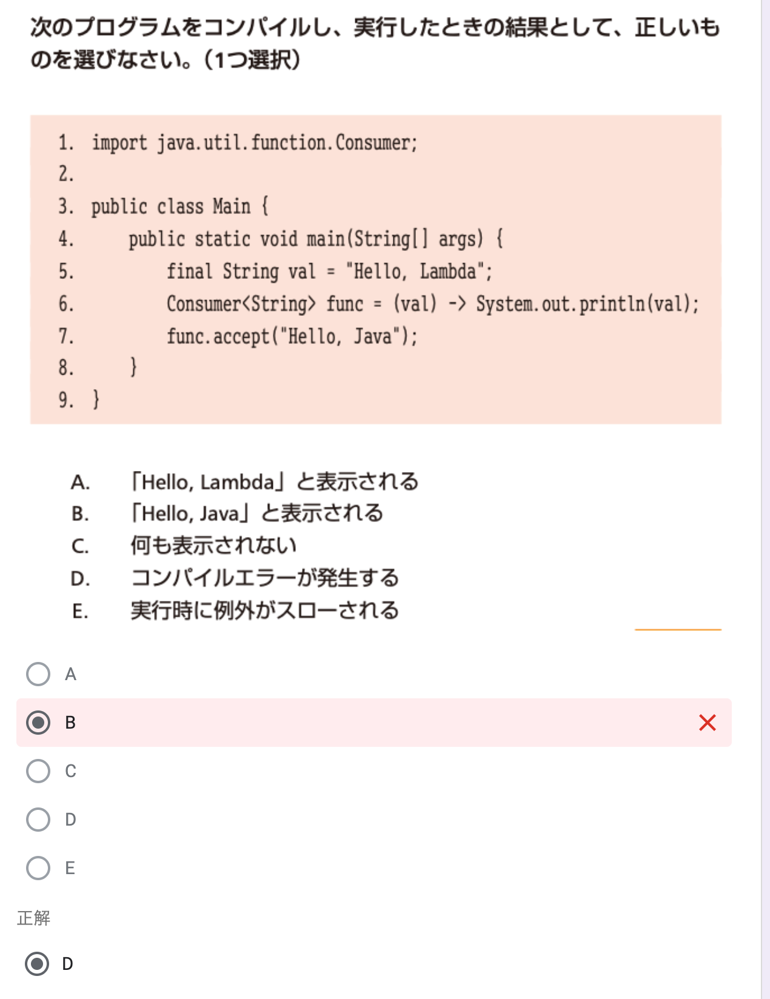 次のプログラムをコンパイルし、実行したときの結果として、正しいも
のを選びなさい。（1つ選択）
1. import java.util.function.Consumer;
2.
3. public class Main {
4.     public static void main(String[] args) {
5.         final String val = "Hello, Lambda";
6.         Consumer<String> func = (val) -> System.out.println(val);
7.         func.accept("Hello, Java");
8.     }
9. }
A. 「Hello, Lambda」と表示される
B. 「Hello, Java」と表示される
C. 何も表示されない
D. コンパイルエラーが発生する
E. 実行時に例外がスローされる
A
B
C
D
E
正解
D